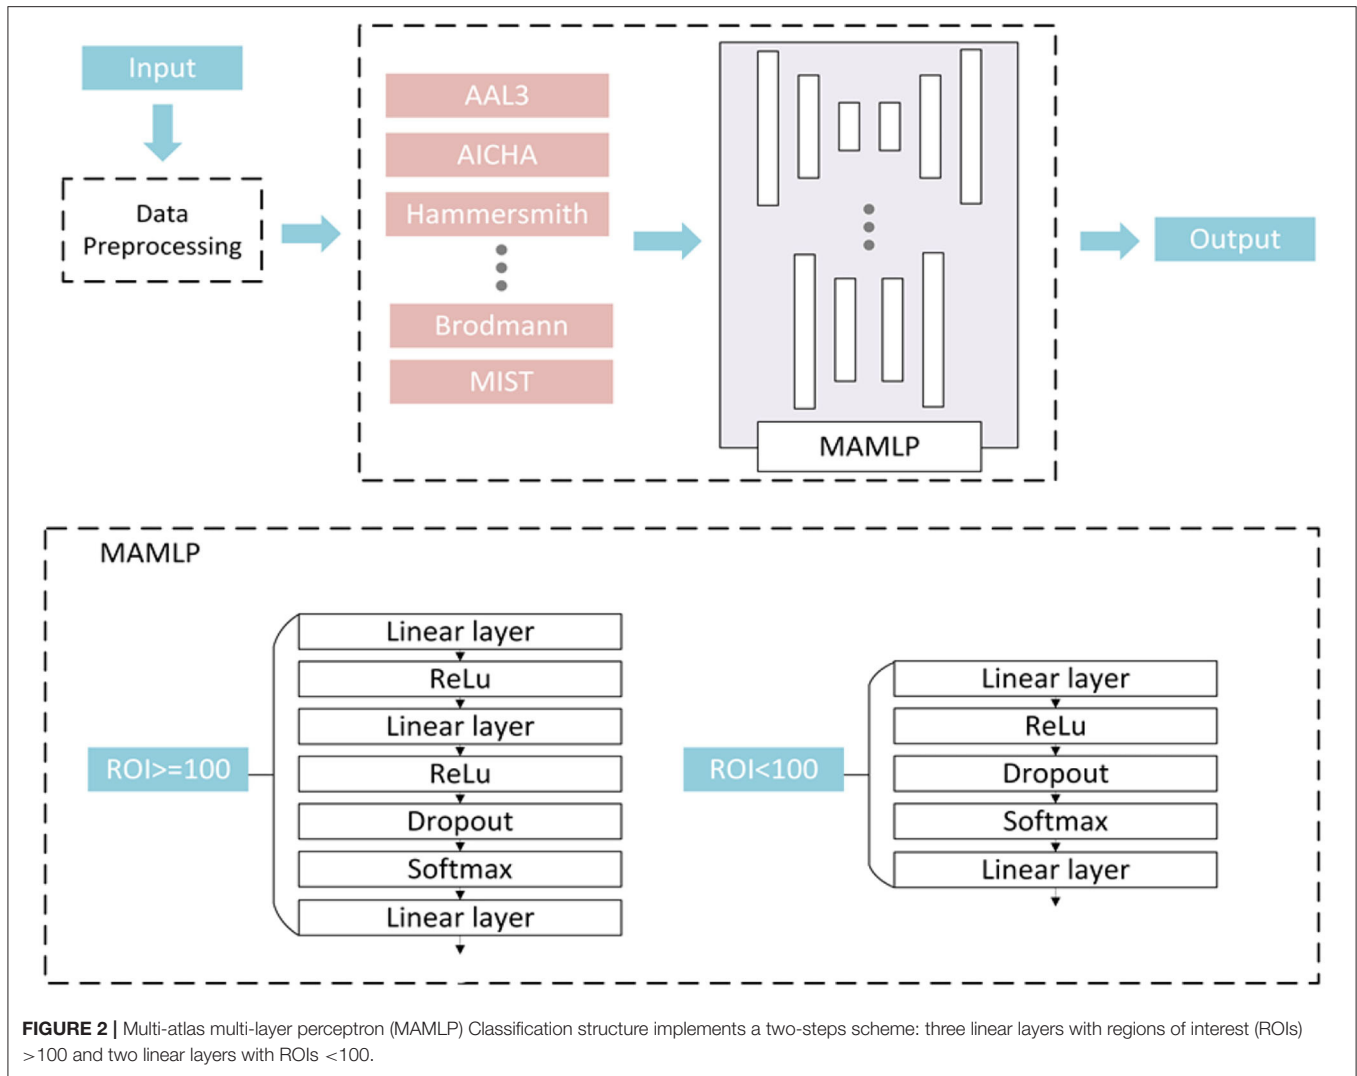 Input
Data
Preprocessing
AAL3
AICHA
Hammersmith
Brodmann
MIST
MAMLP
Output
MAMLP
ROI>=100
Linear layer
ReLu
Linear layer
ReLu
Dropout
Softmax
Linear layer
ROI<100
Linear layer
ReLu
Dropout
Softmax
Linear layer
FIGURE 2 | Multi-atlas multi-layer perceptron (MAMLP) Classification structure implements a two-steps scheme: three linear layers with regions of interest (ROIs)
>100 and two linear layers with ROIs <100.